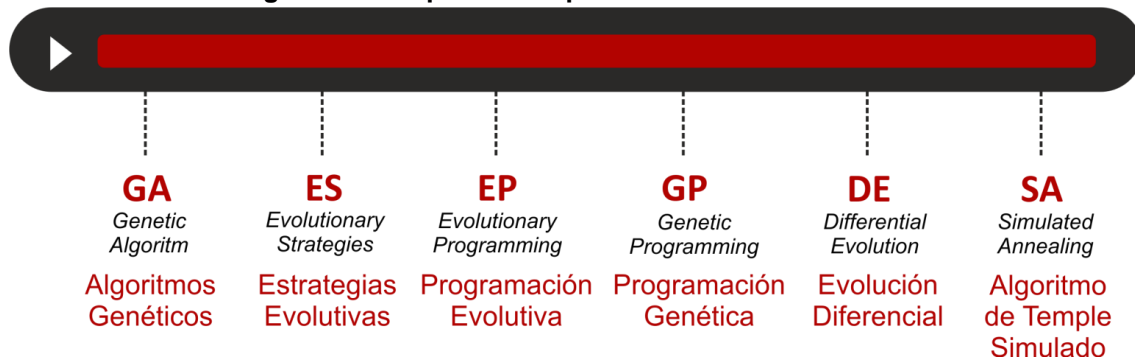 GA
Genetic
Algoritm
Algoritmos
Genéticos
ES
Evolutionary
Strategies
Estrategias
Evolutivas
EP
Evolutionary
Programming
Programación
Evolutiva
GP
Genetic
Programming
Programación
Genética
DE
Differential
Evolution
Evolución
Diferencial
SA
Simulated
Annealing
Algoritmo
de Temple
Simulado